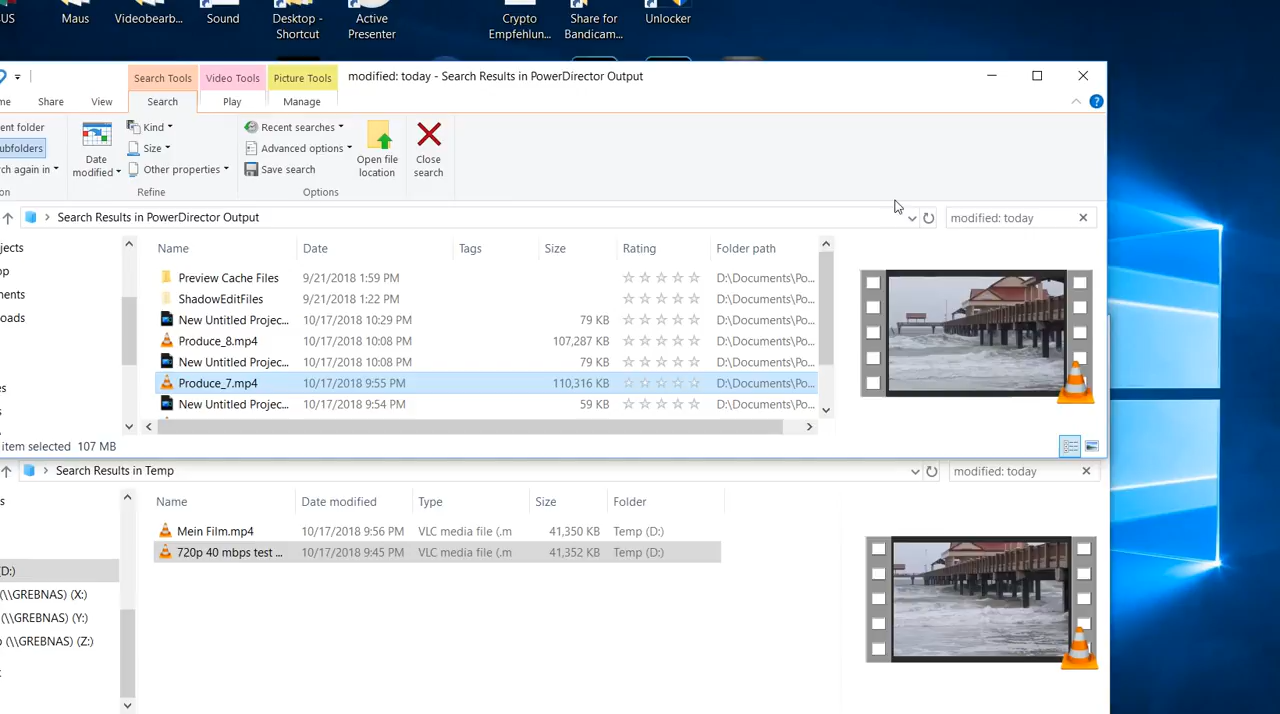 US
Maus
Videobearb...
Sound
Desktop -
Shortcut
Active
Presenter
Crypto
Empfehlun...
Share for
Bandicam...
Unlocker
Search Tools
Video Tools
Picture Tools
modified: today - Search Results in PowerDirector Output
me
Share
View
Search
Play
Manage
ent folder
ubfolders
rch again in
on
Date
modified
Kind
Size
Other properties
Refine
Recent searches
Advanced options
Save search
Options
Open file
location
Close
search
Search Results in PowerDirector Output
modified: today
jects
op
ments
oads
es
s
Name Date Tags Size Rating Folder path
Preview Cache Files 9/21/2018 1:59 PM D:\Documents\Po...
ShadowEditFiles 9/21/2018 1:22 PM D:\Documents\Po...
New Untitled Projec... 10/17/2018 10:29 PM 79 KB D:\Documents\Po...
Produce_8.mp4 10/17/2018 10:08 PM 107,287 KB D:\Documents\Po...
New Untitled Projec... 10/17/2018 10:08 PM 79 KB D:\Documents\Po...
Produce_7.mp4 10/17/2018 9:55 PM 110,316 KB D:\Documents\Po...
New Untitled Projec... 10/17/2018 9:54 PM 59 KB D:\Documents\Po...
item selected 107 MB
Search Results in Temp
modified: today
s
Name Date modified Type Size Folder
Mein Film.mp4 10/17/2018 9:56 PM VLC media file (.m 41,350 KB Temp (D:)
720p 40 mbps test ... 10/17/2018 9:45 PM VLC media file (.m 41,352 KB Temp (D:)
(D:)
(\\GREBNAS) (X:)
(\\GREBNAS) (Y:)
o (\\GREBNAS) (Z:)